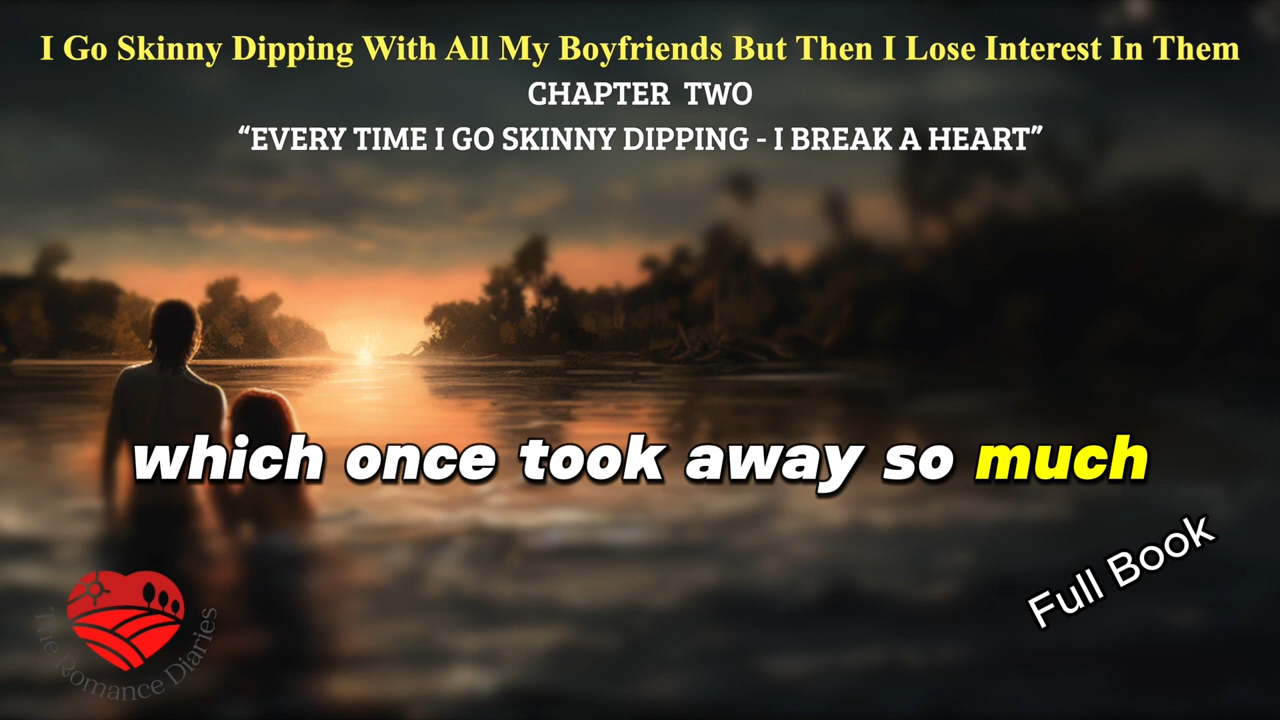 I Go Skinny Dipping With All My Boyfriends But Then I Lose Interest In Them
CHAPTER TWO
“EVERY TIME I GO SKINNY DIPPING - I BREAK A HEART”
which once took away so much
Full Book
The Romance Diaries